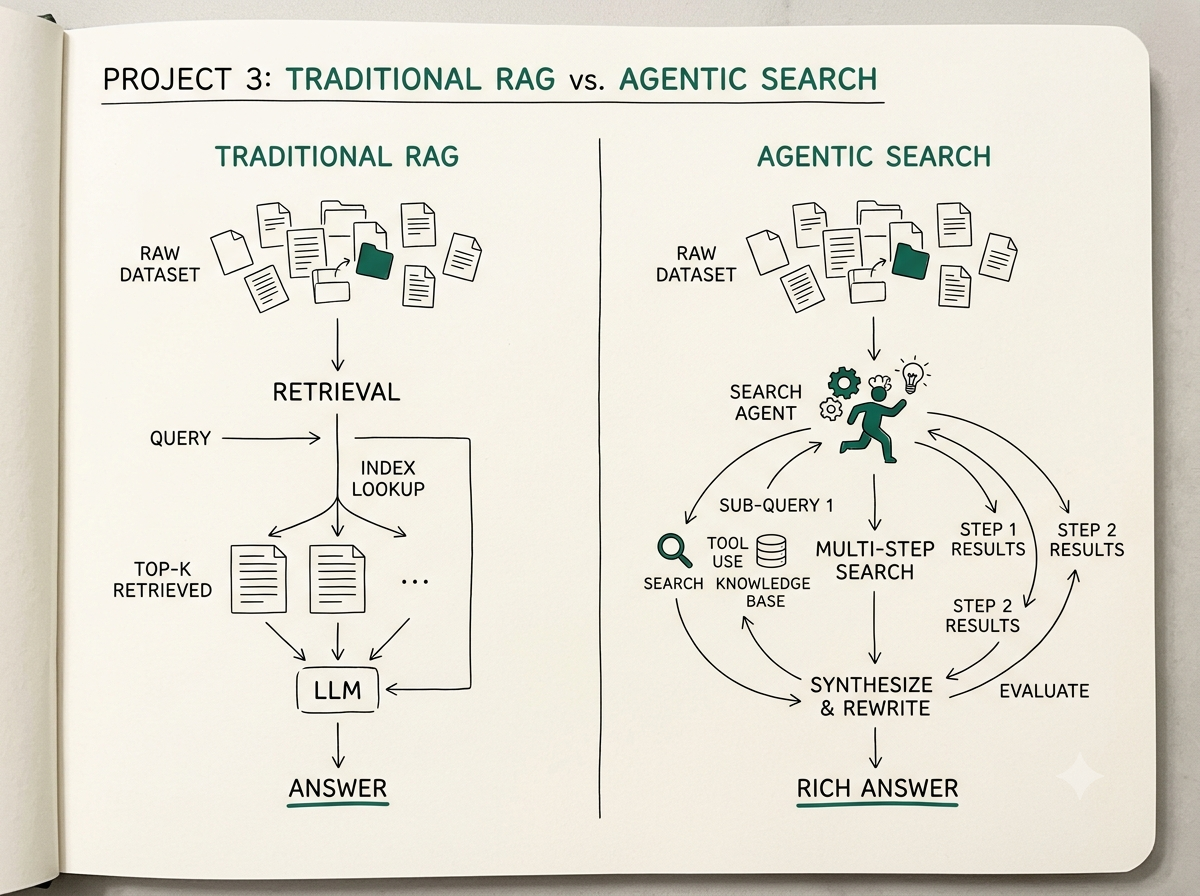 PROJECT 3: TRADITIONAL RAG vs. AGENTIC SEARCH
TRADITIONAL RAG
RAW
DATASET
RETRIEVAL
QUERY
INDEX
LOOKUP
TOP-K
RETRIEVED
...
LLM
ANSWER
AGENTIC SEARCH
RAW
DATASET
SEARCH
AGENT
SUB-QUERY 1
SEARCH
TOOL
USE
KNOWLEDGE
BASE
MULTI-STEP
SEARCH
STEP 1
RESULTS
STEP 2
RESULTS
STEP 2
RESULTS
SYNTHESIZE
& REWRITE
EVALUATE
RICH ANSWER